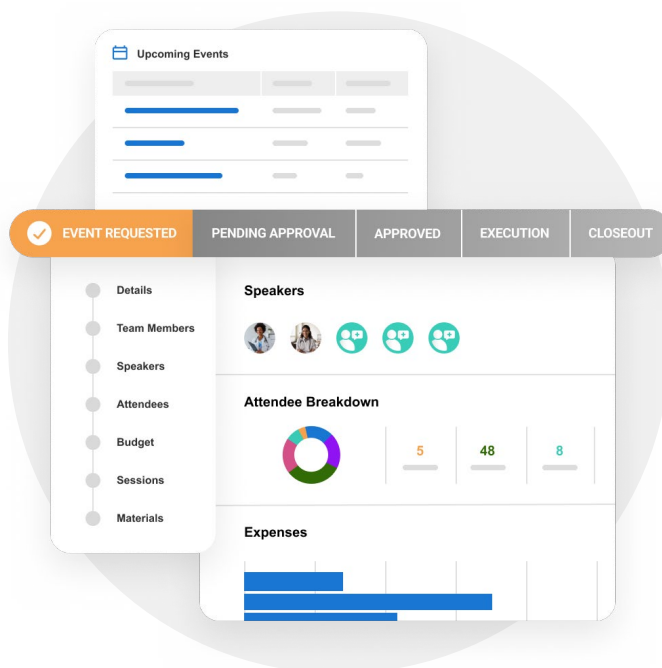 Upcoming Events
EVENT REQUESTED PENDING APPROVAL APPROVED EXECUTION CLOSEOUT
Details
Team Members
Speakers
Attendees
Budget
Sessions
Materials
Speakers
Attendee Breakdown
5 48 8
Expenses